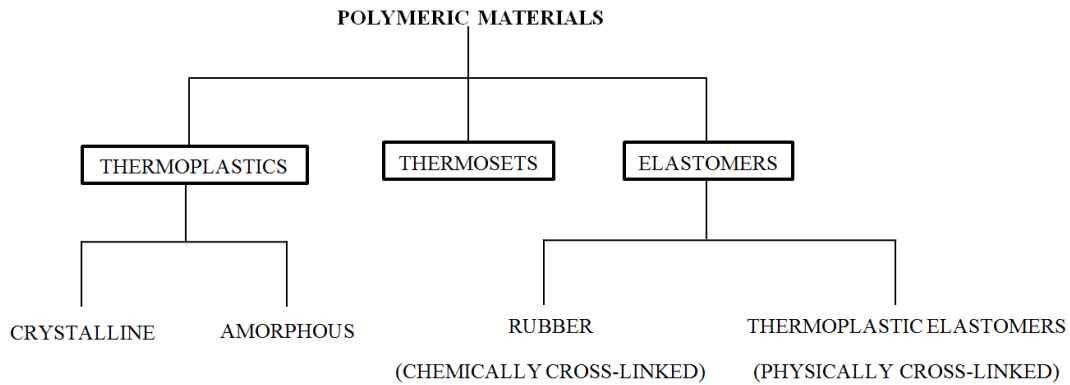 POLYMERIC MATERIALS
THERMOPLASTICS
THERMOSETS
ELASTOMERS
CRYSTALLINE
AMORPHOUS
RUBBER
(CHEMICALLY CROSS-LINKED)
THERMOPLASTIC ELASTOMERS
(PHYSICALLY CROSS-LINKED)